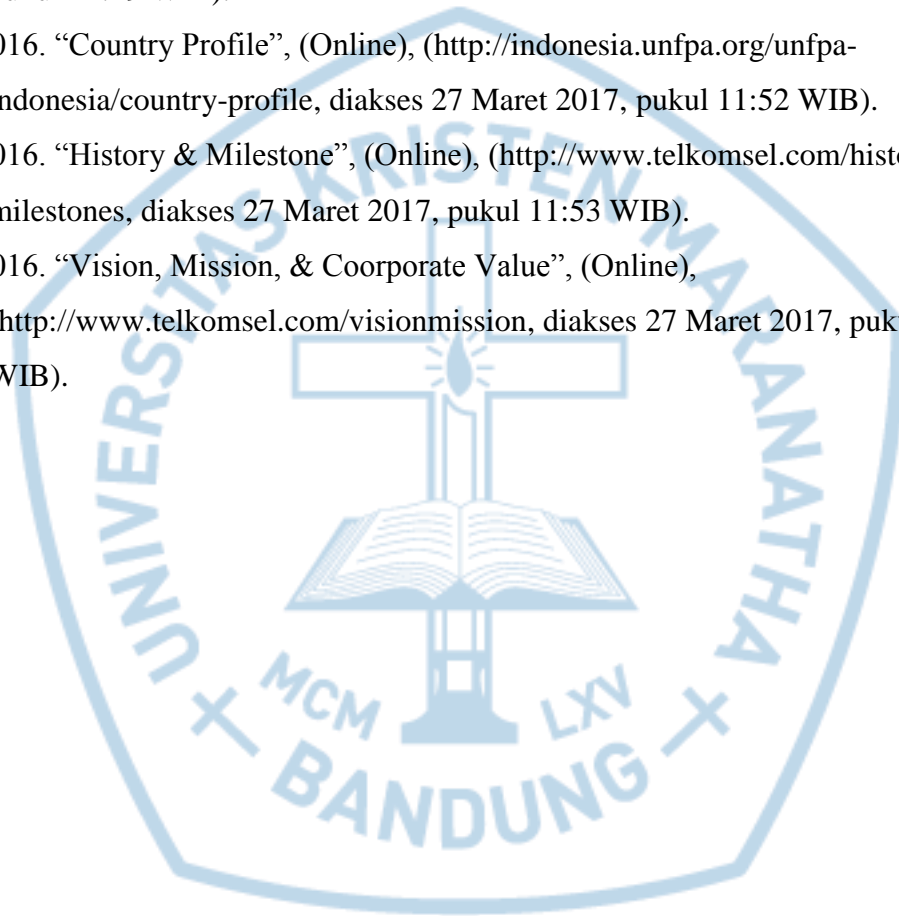 016. “Country Profile”, (Online), (http://indonesia.unfpa.org/unfpa-
ndonesia/country-profile, diakses 27 Maret 2017, pukul 11:52 WIB).
016. “History & Milestone”, (Online), (http://www.telkomsel.com/histo
milestones, diakses 27 Maret 2017, pukul 11:53 WIB).
016. “Vision, Mission, & Coorporate Value”, (Online),
http://www.telkomsel.com/visionmission, diakses 27 Maret 2017, puku
WIB).
UNIVERSITAS KRISTEN MARANATHA
MCM LXV
BANDUNG